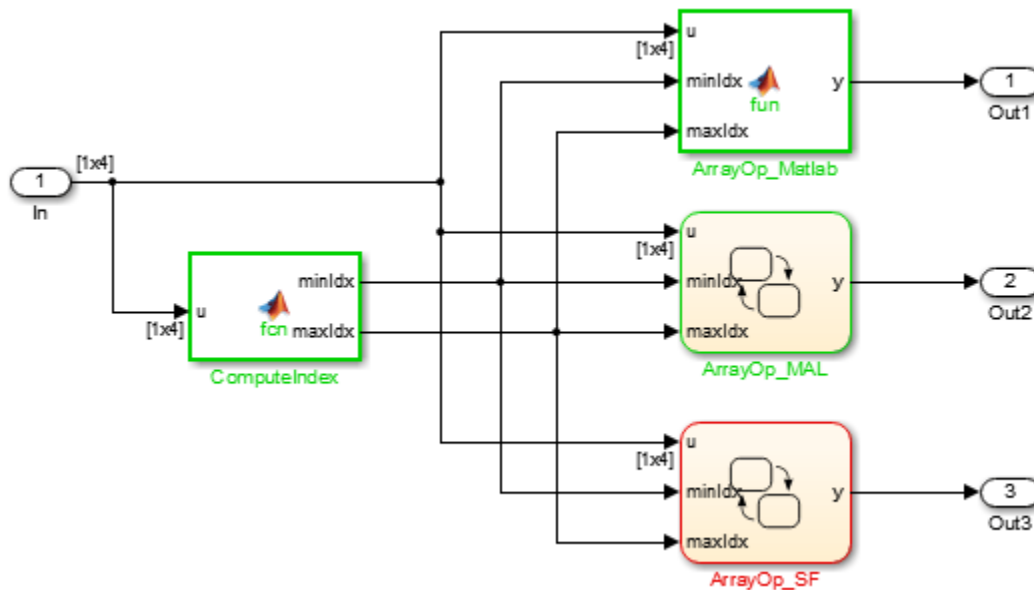 1
In
[1x4]
[1x4]
u
fcn
minIdx
maxIdx
ComputeIndex
u
[1x4]
minIdx
maxIdx
fun
y
ArrayOp_Matlab
1
Out1
u
[1x4]
minIdx
maxIdx
y
ArrayOp_MAL
2
Out2
u
[1x4]
minIdx
maxIdx
y
ArrayOp_SF
3
Out3